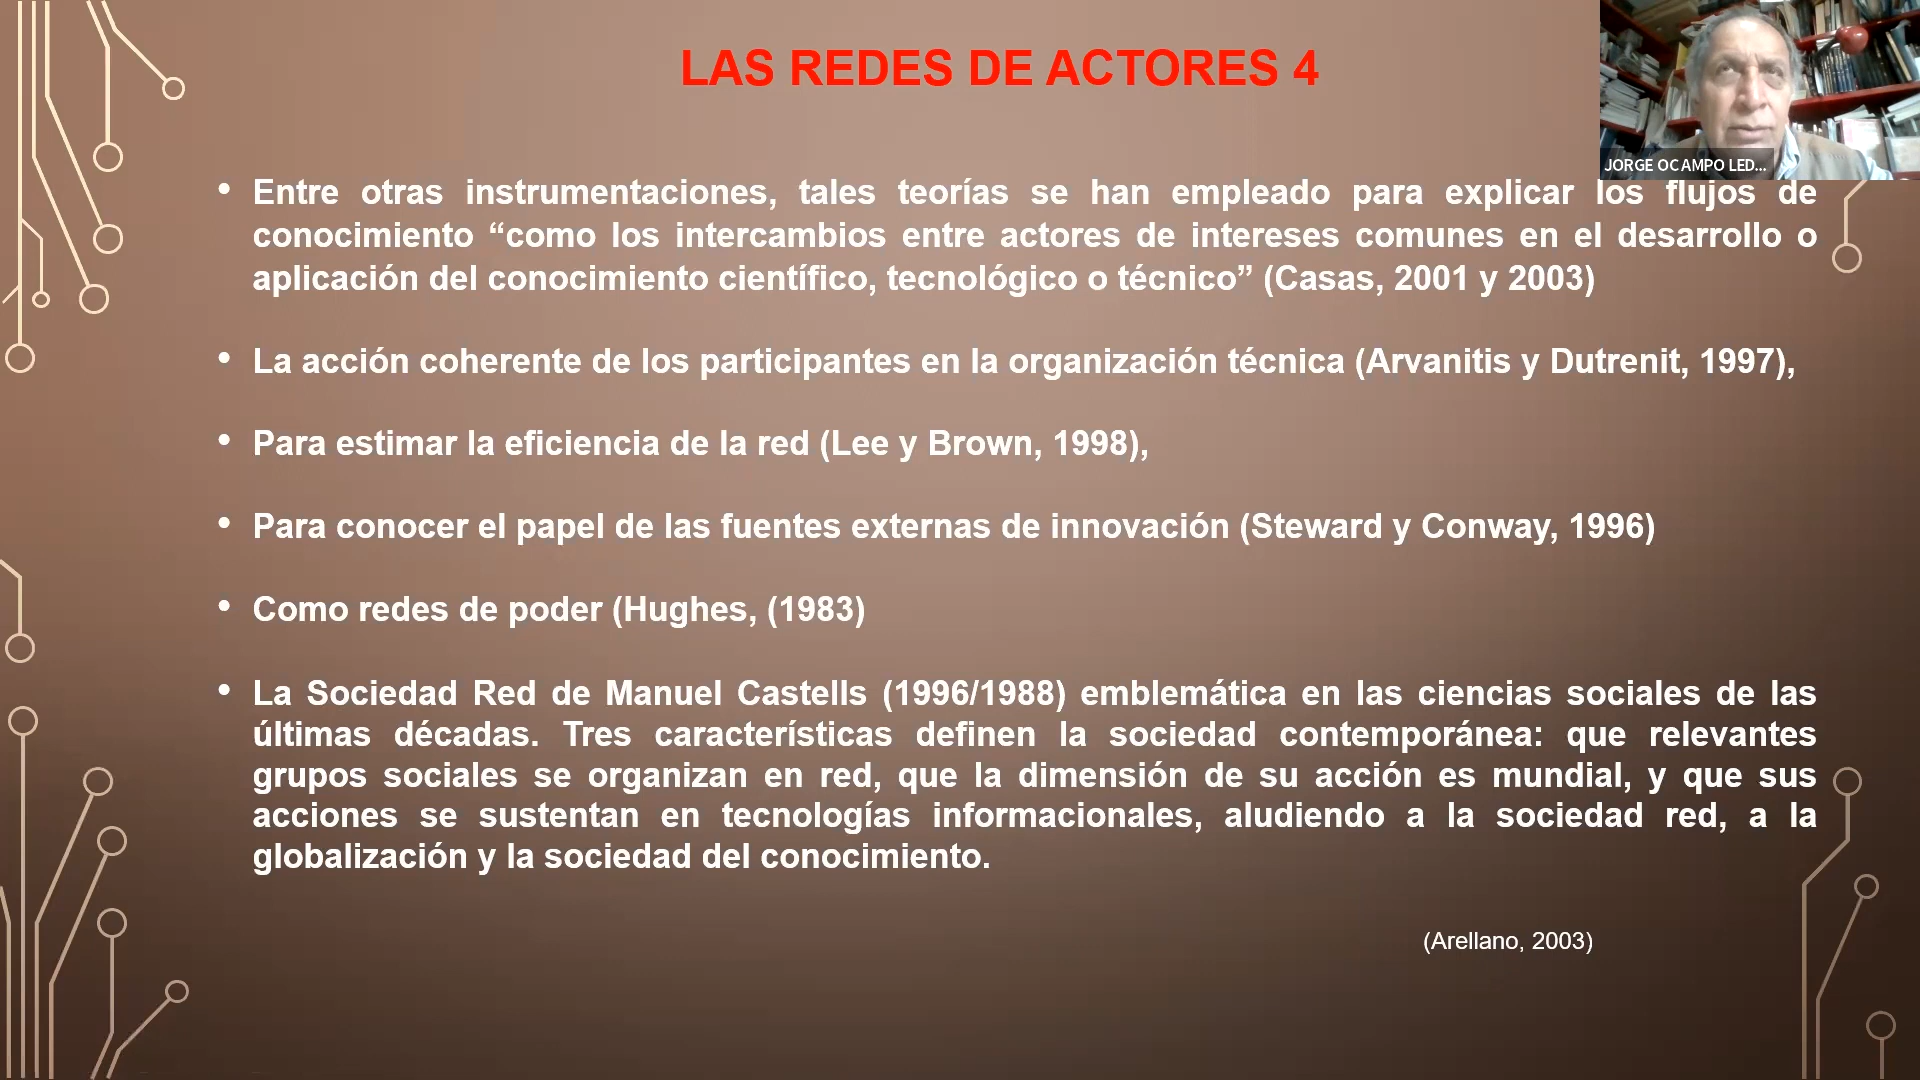 LAS REDES DE ACTORES 4
JORGE OCAMPO LED...
• Entre otras instrumentaciones, tales teorías se han empleado para explicar los flujos de
conocimiento “como los intercambios entre actores de intereses comunes en el desarrollo o
aplicación del conocimiento científico, tecnológico o técnico” (Casas, 2001 y 2003)
• La acción coherente de los participantes en la organización técnica (Arvanitis y Dutrenit, 1997),
• Para estimar la eficiencia de la red (Lee y Brown, 1998),
• Para conocer el papel de las fuentes externas de innovación (Steward y Conway, 1996)
• Como redes de poder (Hughes, (1983)
• La Sociedad Red de Manuel Castells (1996/1988) emblemática en las ciencias sociales de las
últimas décadas. Tres características definen la sociedad contemporánea: que relevantes
grupos sociales se organizan en red, que la dimensión de su acción es mundial, y que sus
acciones se sustentan en tecnologías informacionales, aludiendo a la sociedad red, a la
globalización y la sociedad del conocimiento.
(Arellano, 2003)